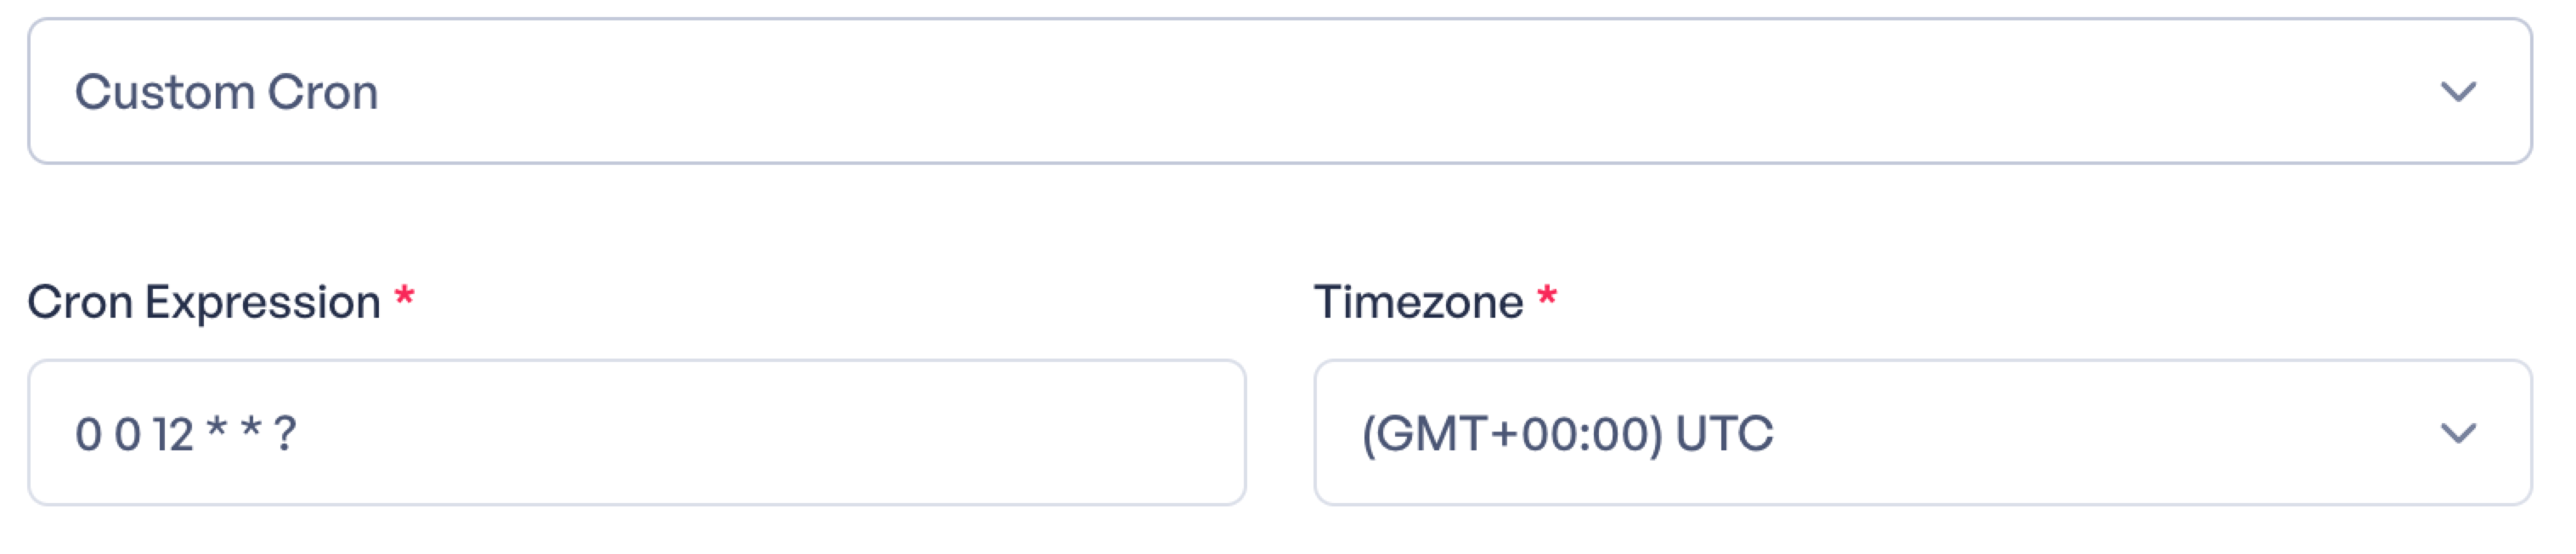 Custom Cron
Cron Expression *
Timezone *
0 0 12 * * ?
(GMT+00:00) UTC